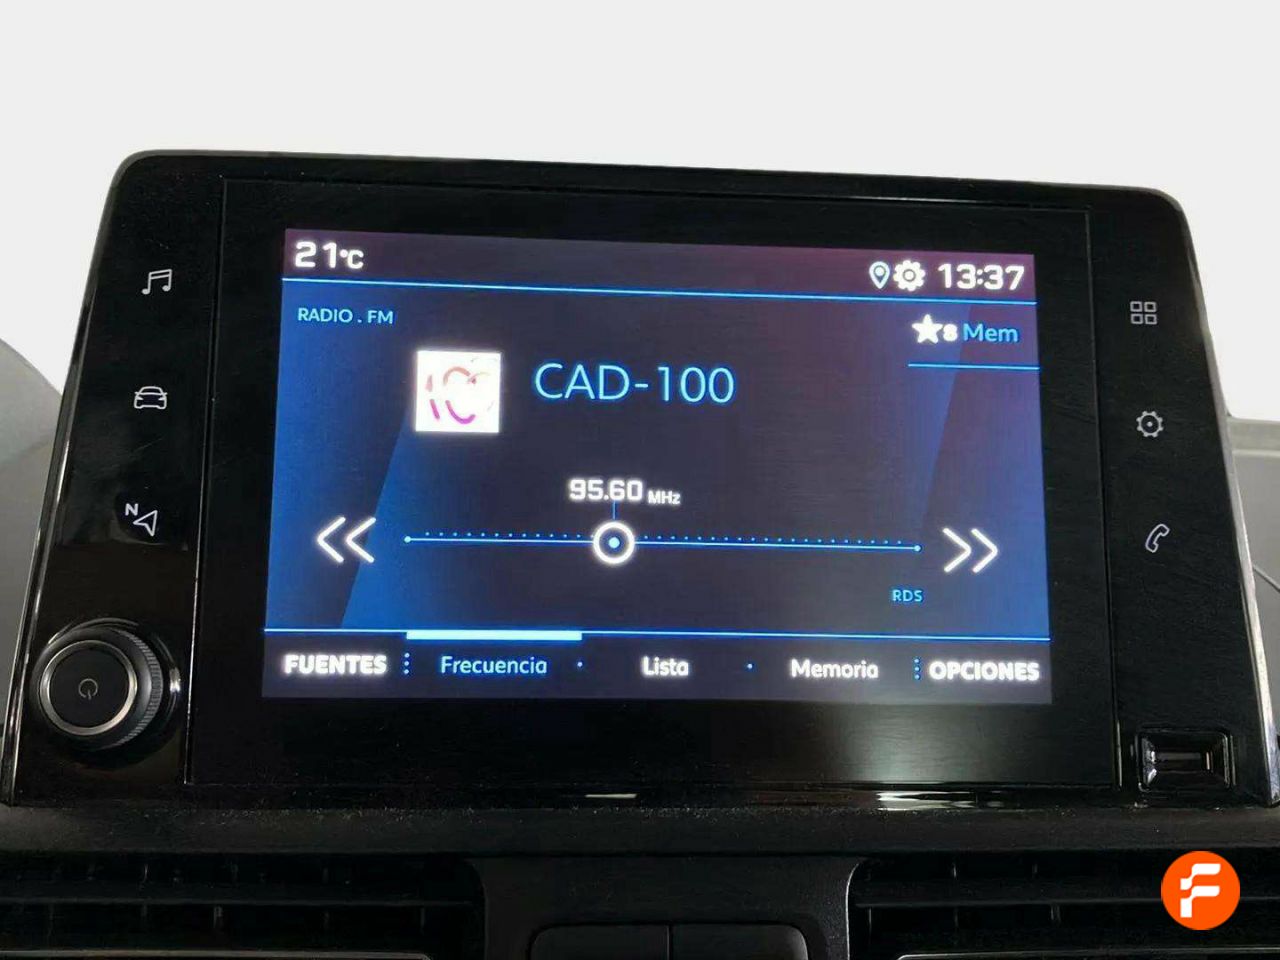 21°C
13:37
RADIO . FM
★8 Mem
CAD-100
95.60 MHz
RDS
FUENTES
Frecuencia
Lista
Memoria
OPCIONES
N